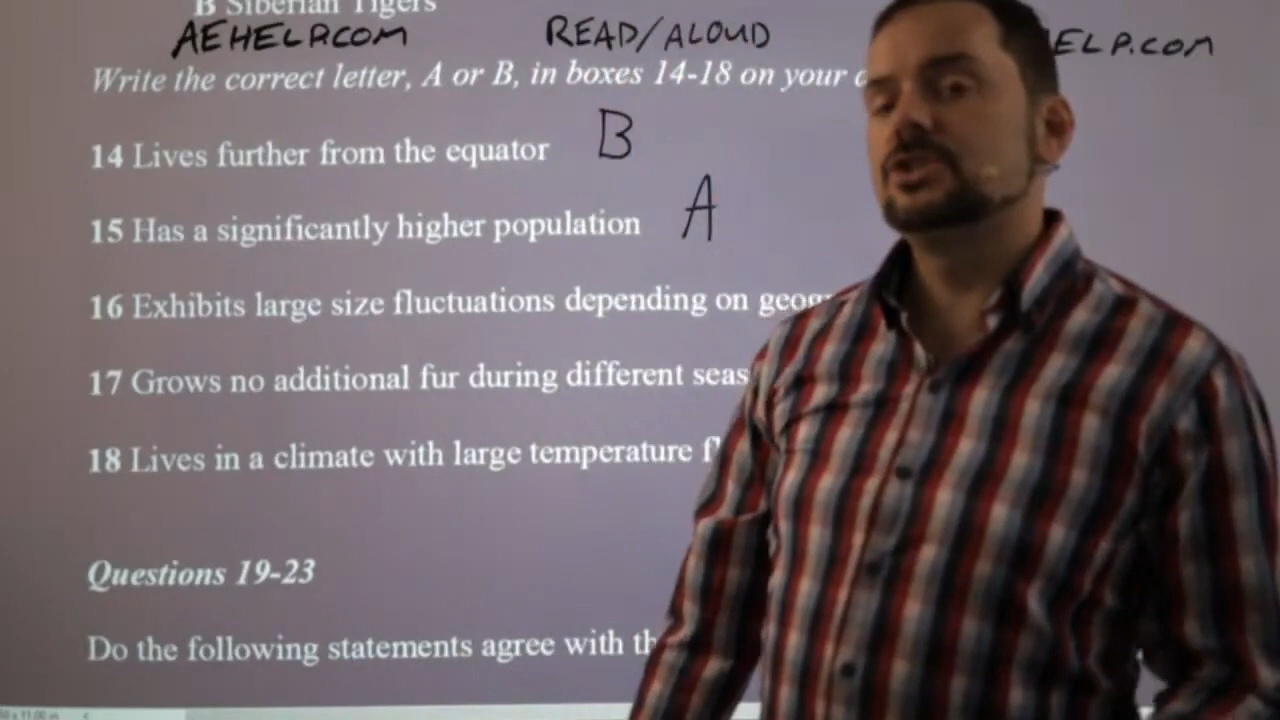 B Siberian Tigers
AEHELP.COM READ/ALOUD ELP.COM
Write the correct letter, A or B, in boxes 14-18 on your
14 Lives further from the equator B
15 Has a significantly higher population A
16 Exhibits large size fluctuations depending on
17 Grows no additional fur during different
18 Lives in a climate with large temperature
Questions 19-23
Do the following statements agree with